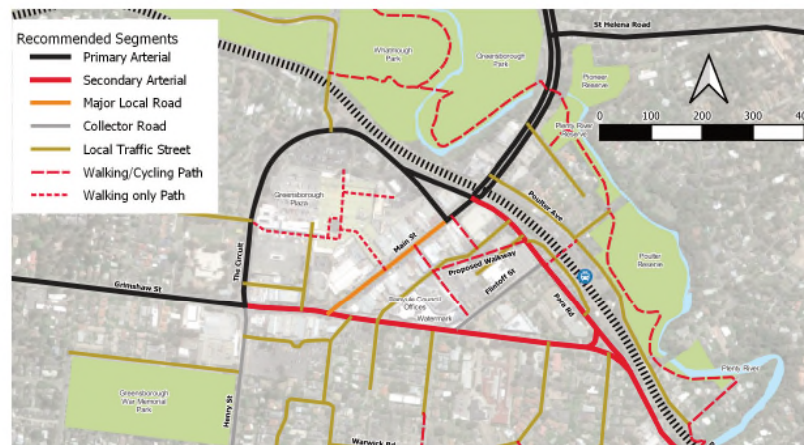 Recommended Segments
Primary Arterial
Secondary Arterial
Major Local Road
Collector Road
Local Traffic Street
Walking/Cycling Path
Walking only Path
Whatmough
Park
Greensborough
Park
St Helena Road
Pioneer
Reserve
0 100 200 300 40
Plenty River
Reserve
Greensborough
Plaza
Main St
Poulter Ave
The Circuit
Proposed Walkway
Flintoff St
Poulter
Reserve
Grimshaw St
Banyule Council
Offices
Watermark
Para Rd
Plenty River
Greensborough
War Memorial
Park
Henry St
Warwick Rd